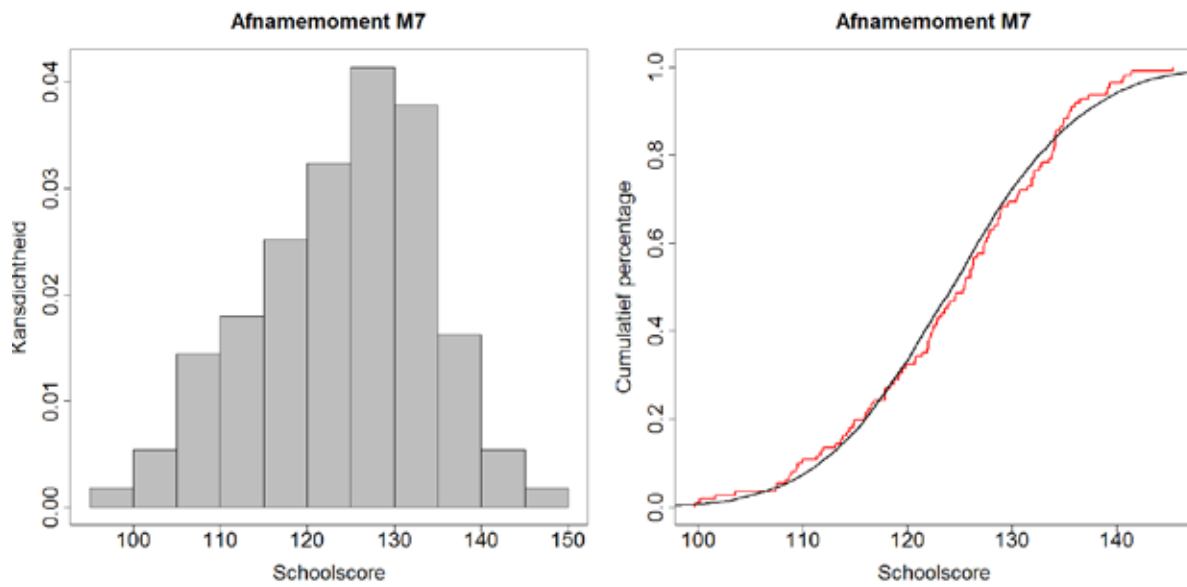 Afnamemoment M7
Kansdichtheid
0.04
0.03
0.02
0.01
0.00
100 110 120 130 140 150
Schoolscore
Afnamemoment M7
Cumulatief percentage
1.0
0.8
0.6
0.4
0.2
0.0
100 110 120 130 140
Schoolscore